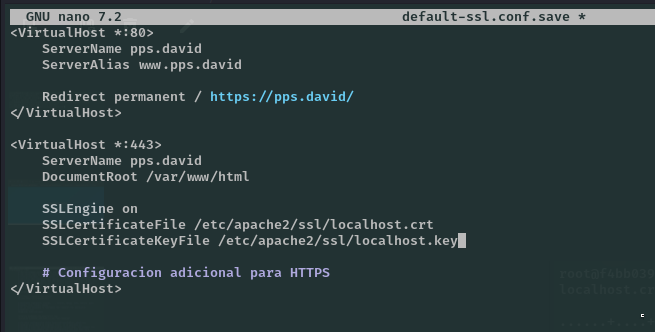 GNU nano 7.2 default-ssl.conf.save *
<VirtualHost *:80>
ServerName pps.david
ServerAlias www.pps.david
Redirect permanent / https://pps.david/
</VirtualHost>
<VirtualHost *:443>
ServerName pps.david
DocumentRoot /var/www/html
SSLEngine on
SSLCertificateFile /etc/apache2/ssl/localhost.crt
SSLCertificateKeyFile /etc/apache2/ssl/localhost.key
# Configuracion adicional para HTTPS
</VirtualHost>